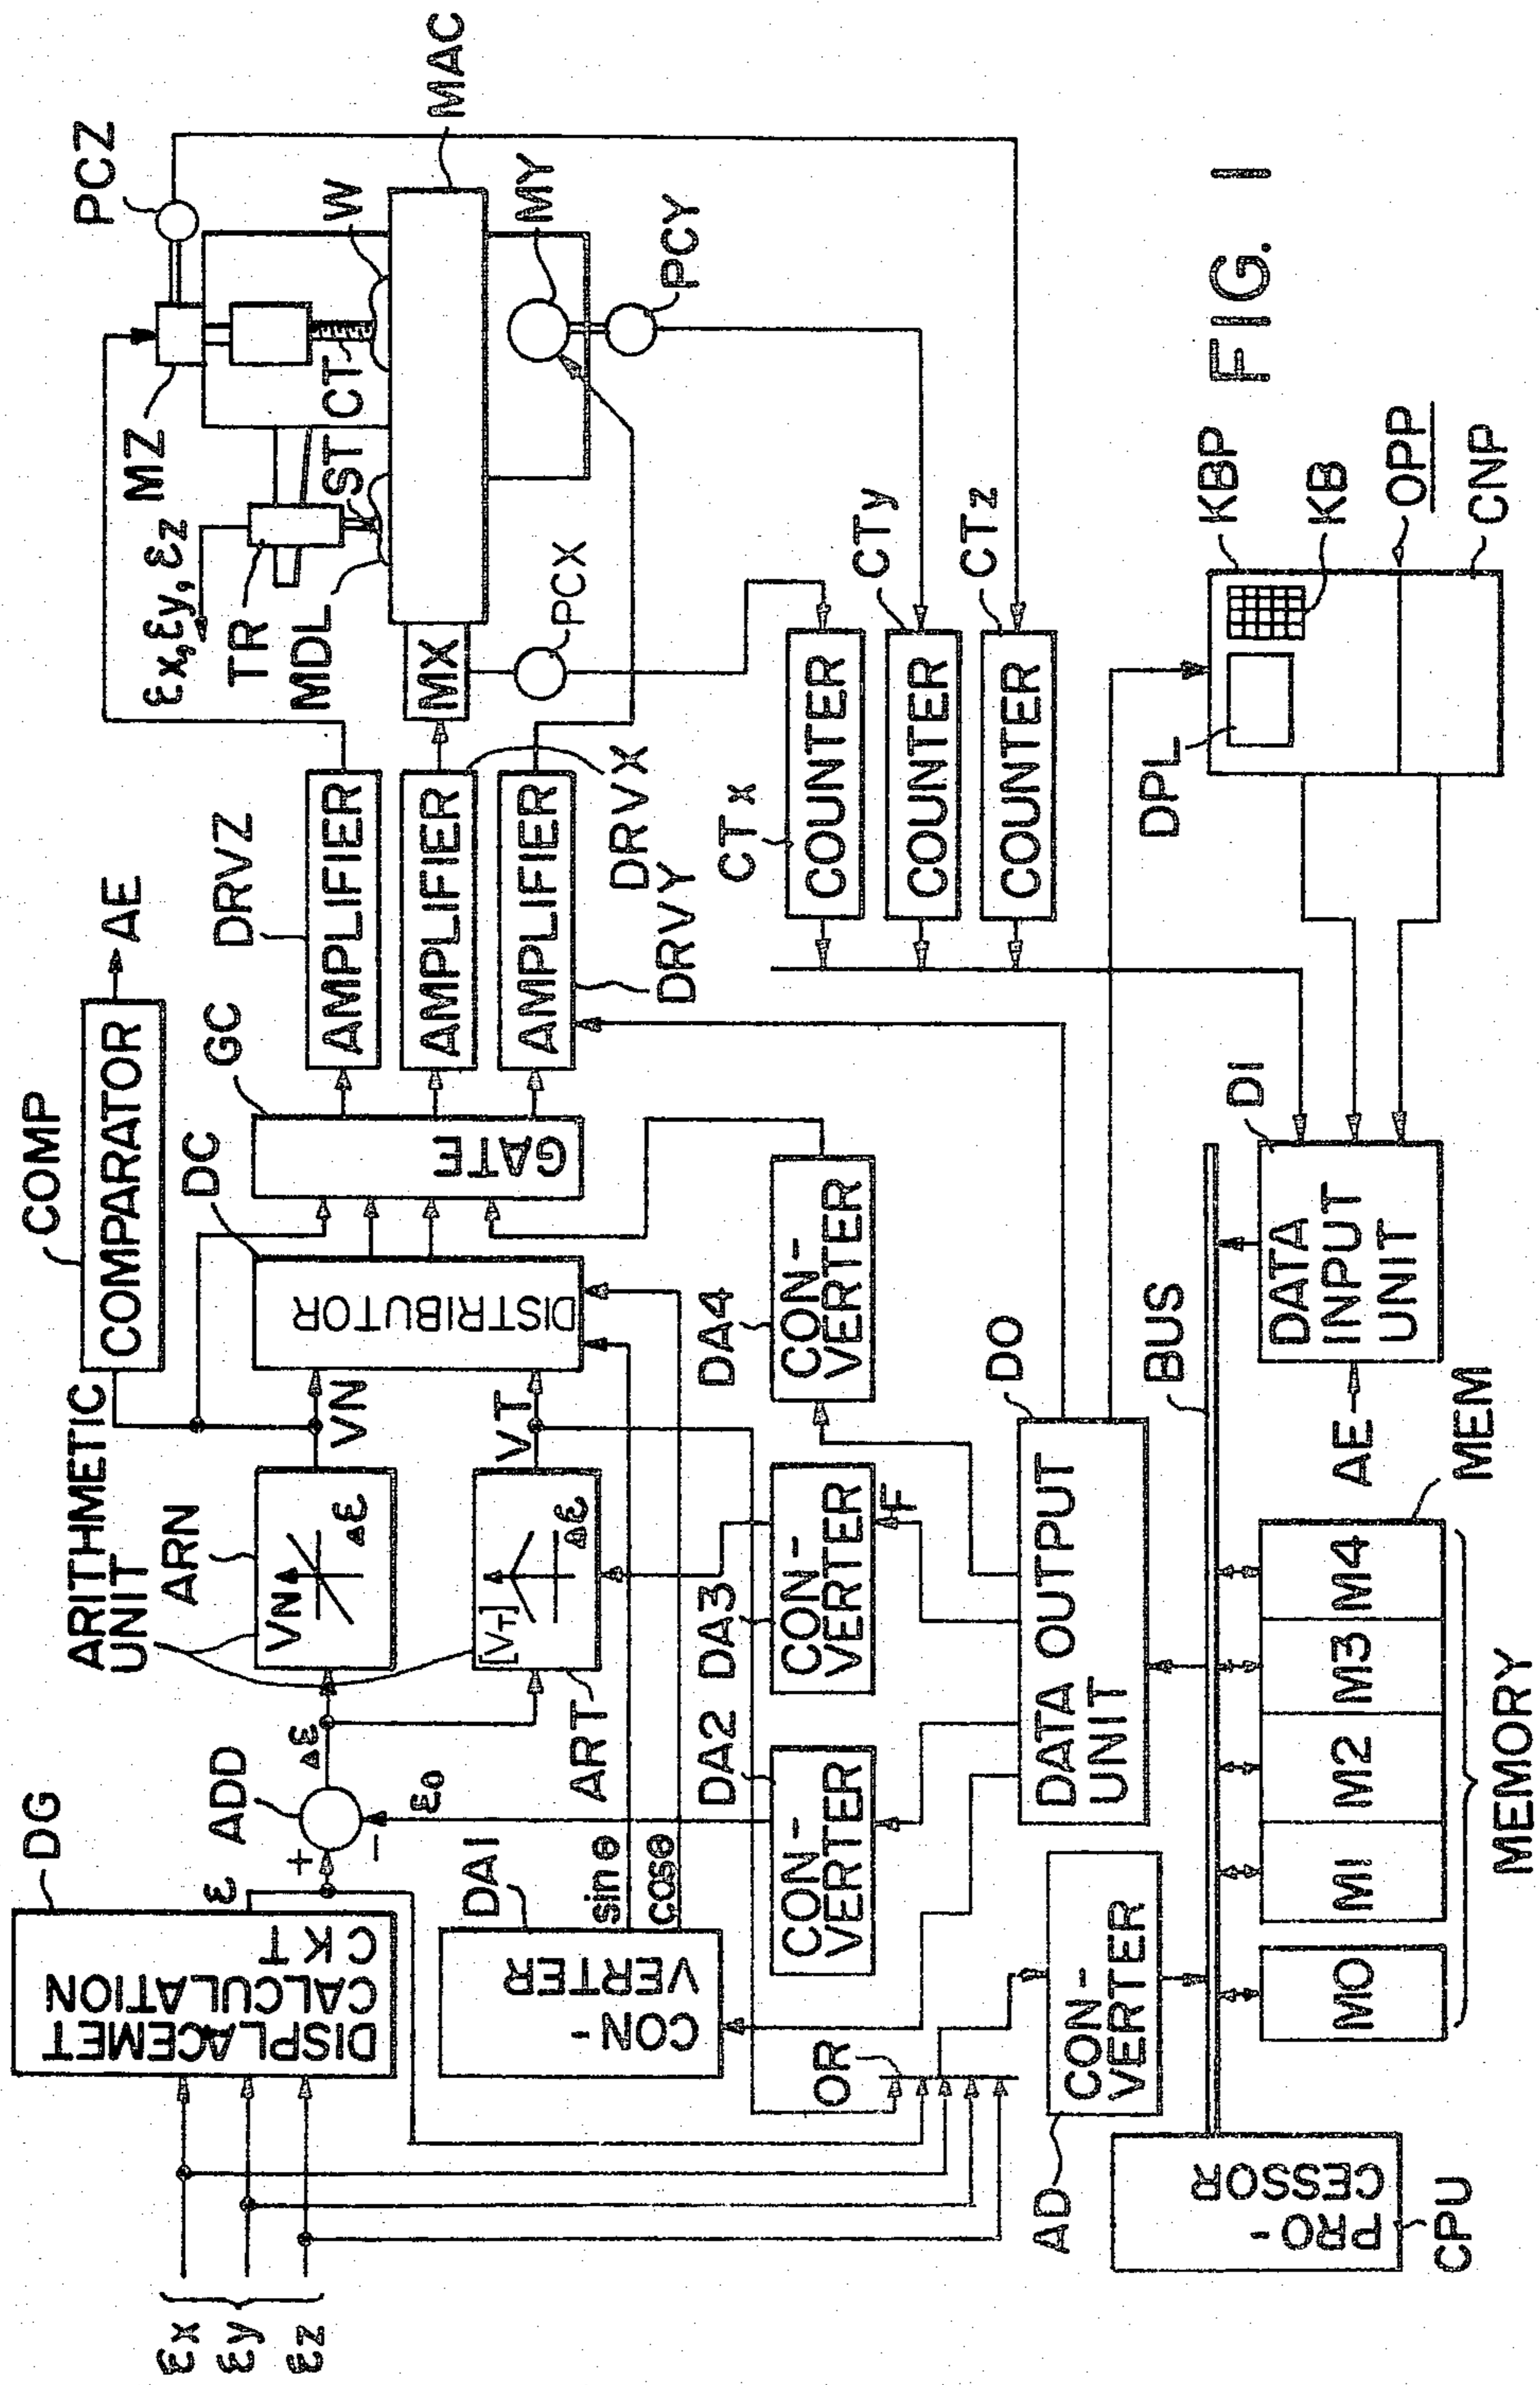 εx
εy
εz
DG
DISPLACEMET
CALCULATION
CKT
ε
+
−
ADD
Δε
ε0
ARITHMETIC
UNIT
ARN
VN
Δε
VN
[VT]
Δε
ART
VT
COMP
COMPARATOR
AE
DC
DISTRIBUTOR
GC
GATE
DRVZ
AMPLIFIER
AMPLIFIER
AMPLIFIER
DRVX
DRVY
MZ
PCZ
εx, εy, εz
TR
MDL
ST
CT
W
MAC
MX
MY
PCX
PCY
DA1
CON-
VERTER
sinθ
cosθ
DA2
CON-
VERTER
DA3
CON-
VERTER
F
DA4
CON-
VERTER
CTx
COUNTER
CTy
COUNTER
CTz
COUNTER
OR
AD
CON-
VERTER
DO
DATA OUTPUT
UNIT
DPL
KBP
KB
OPP
CNP
BUS
DI
DATA
INPUT
UNIT
AE
PRO-
CESSOR
CPU
M0
M1
M2
M3
M4
MEM
MEMORY
FIG. 1